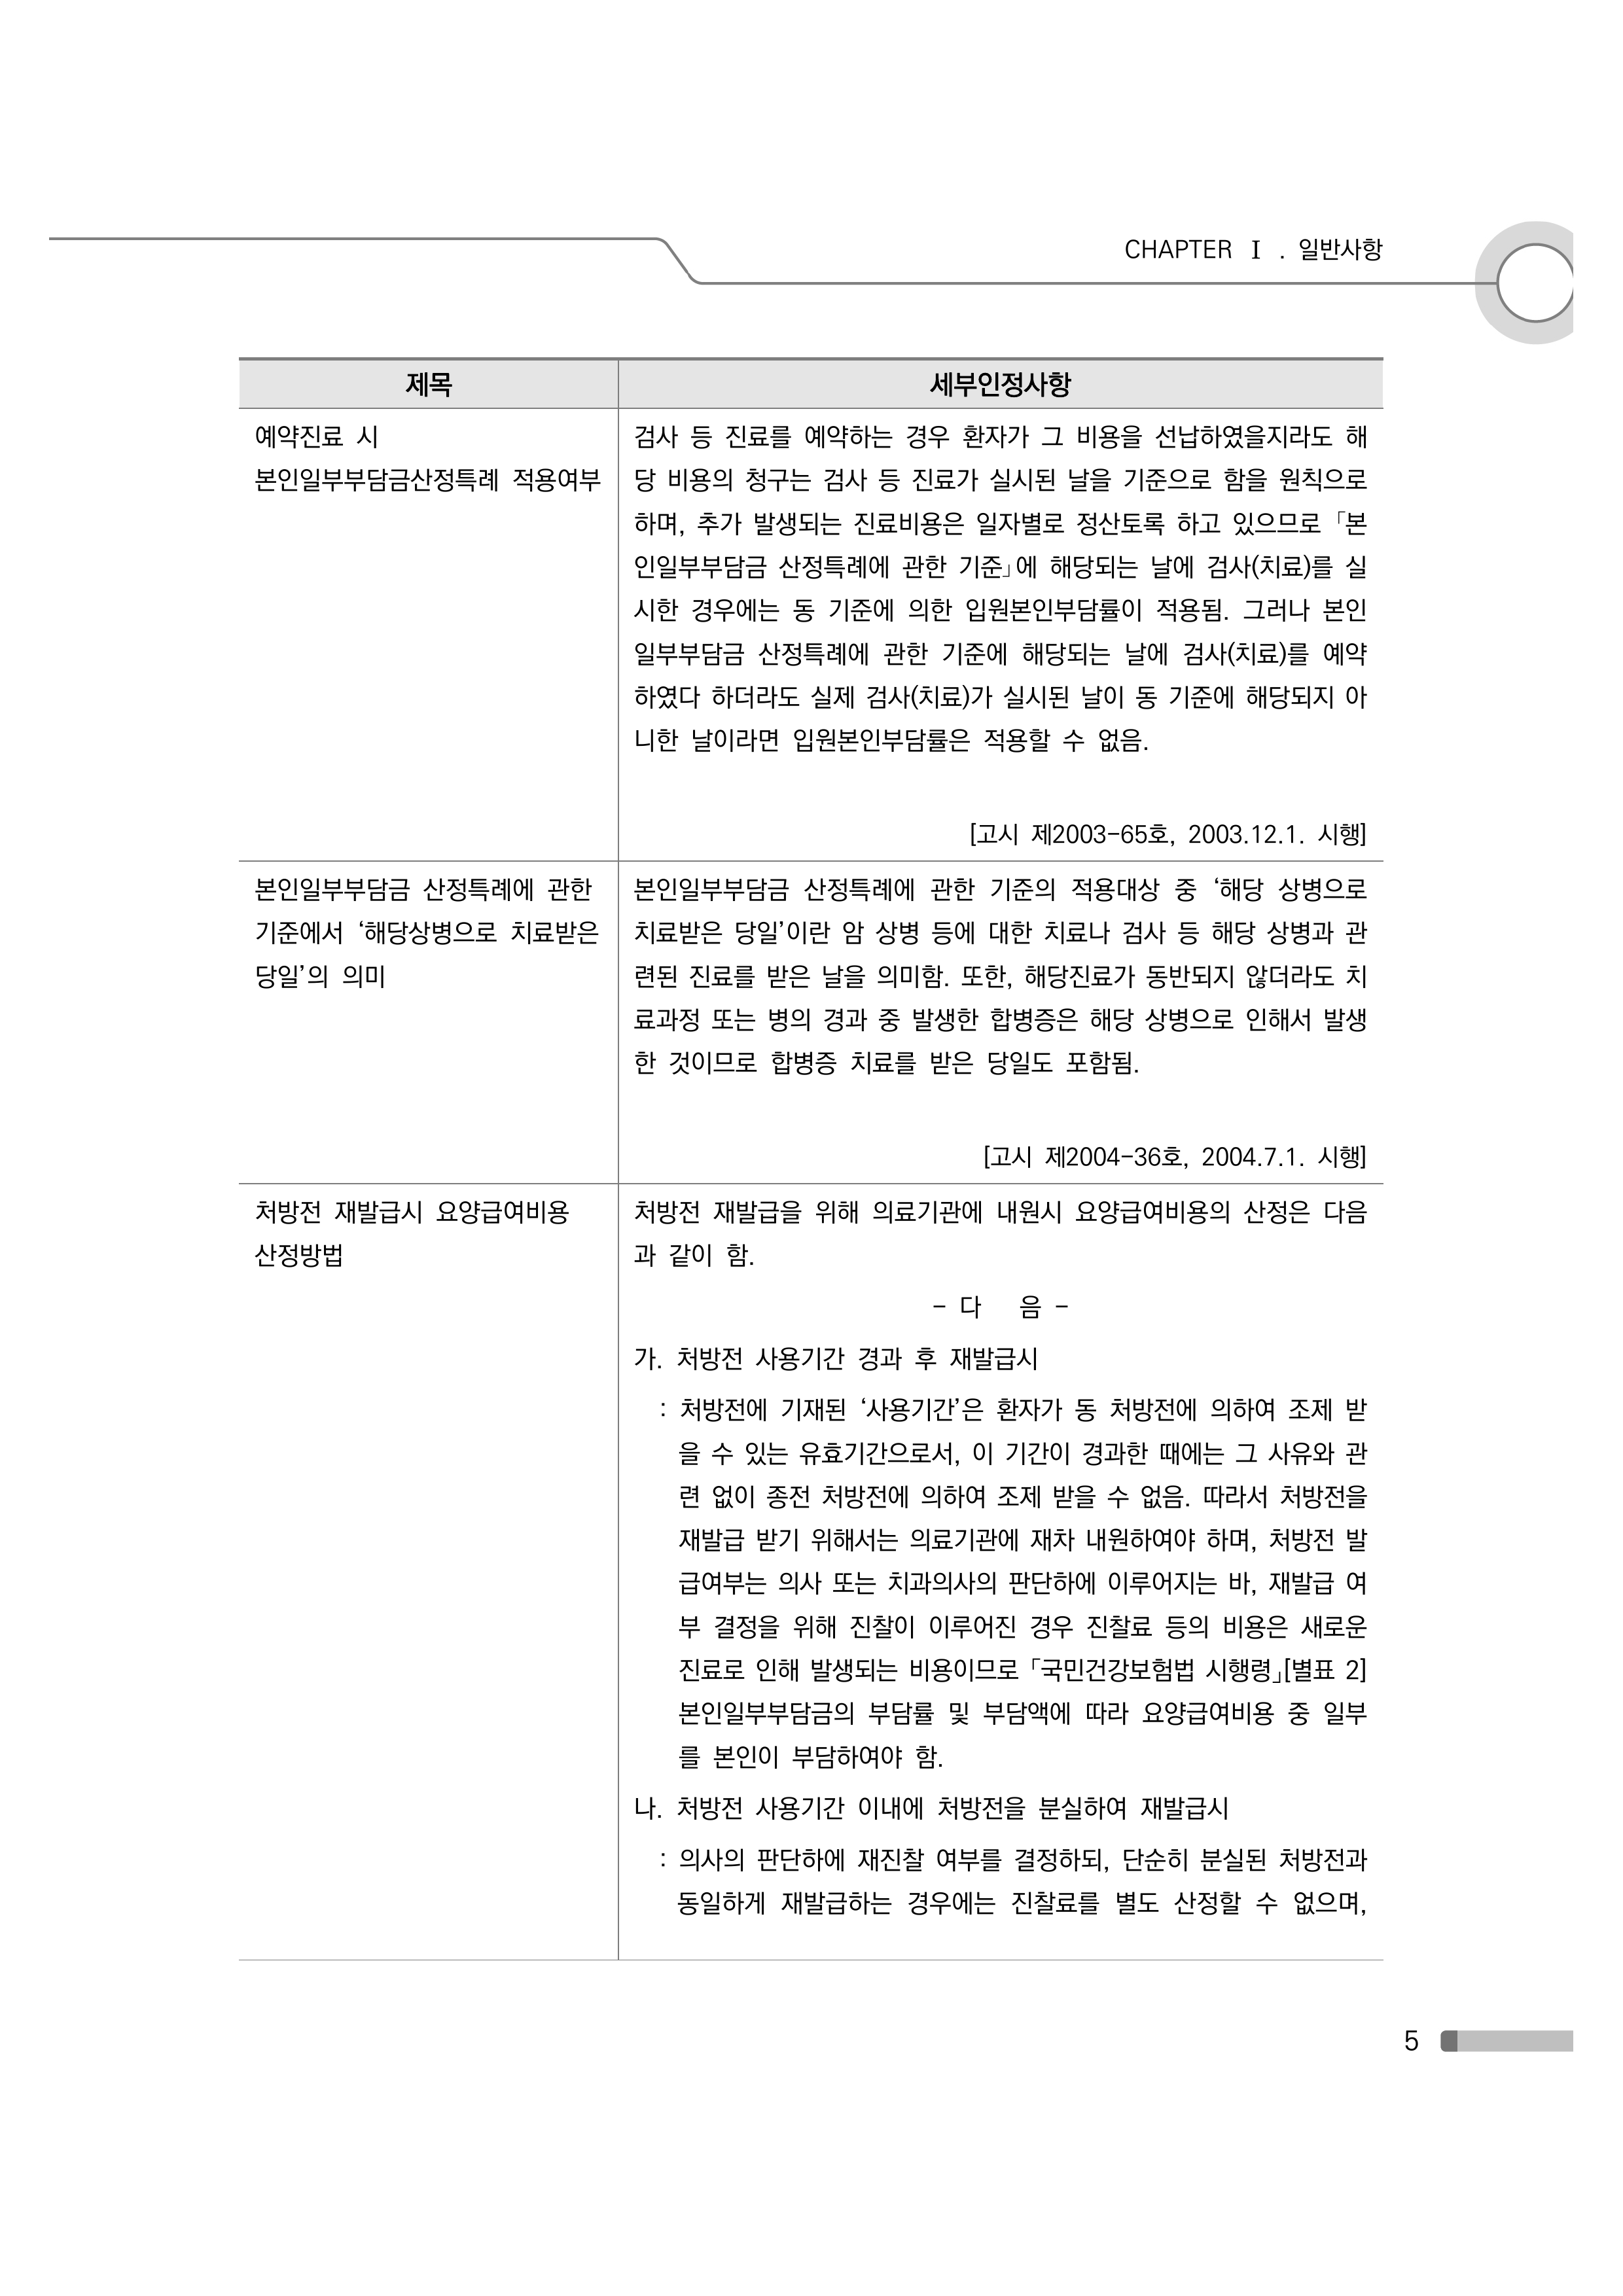 CHAPTER Ⅰ. 일반사항
제목
세부인정사항
예약진료 시
본인일부부담금산정특례 적용여부
검사 등 진료를 예약하는 경우 환자가 그 비용을 선납하였을지라도 해
당 비용의 청구는 검사 등 진료가 실시된 날을 기준으로 함을 원칙으로
하며, 추가 발생되는 진료비용은 일자별로 정산토록 하고 있으므로 「본
인일부부담금 산정특례에 관한 기준」에 해당되는 날에 검사(치료)를 실
시한 경우에는 동 기준에 의한 입원본인부담률이 적용됨. 그러나 본인
일부부담금 산정특례에 관한 기준에 해당되는 날에 검사(치료)를 예약
하였다 하더라도 실제 검사(치료)가 실시된 날이 동 기준에 해당되지 아
니한 날이라면 입원본인부담률은 적용할 수 없음.
[고시 제2003-65호, 2003.12.1. 시행]
본인일부부담금 산정특례에 관한
기준에서 ‘해당상병으로 치료받은
당일’의 의미
본인일부부담금 산정특례에 관한 기준의 적용대상 중 ‘해당 상병으로
치료받은 당일’이란 암 상병 등에 대한 치료나 검사 등 해당 상병과 관
련된 진료를 받은 날을 의미함. 또한, 해당진료가 동반되지 않더라도 치
료과정 또는 병의 경과 중 발생한 합병증은 해당 상병으로 인해서 발생
한 것이므로 합병증 치료를 받은 당일도 포함됨.
[고시 제2004-36호, 2004.7.1. 시행]
처방전 재발급시 요양급여비용
산정방법
처방전 재발급을 위해 의료기관에 내원시 요양급여비용의 산정은 다음
과 같이 함.
- 다 음 -
가. 처방전 사용기간 경과 후 재발급시
: 처방전에 기재된 ‘사용기간’은 환자가 동 처방전에 의하여 조제 받
을 수 있는 유효기간으로서, 이 기간이 경과한 때에는 그 사유와 관
련 없이 종전 처방전에 의하여 조제 받을 수 없음. 따라서 처방전을
재발급 받기 위해서는 의료기관에 재차 내원하여야 하며, 처방전 발
급여부는 의사 또는 치과의사의 판단하에 이루어지는 바, 재발급 여
부 결정을 위해 진찰이 이루어진 경우 진찰료 등의 비용은 새로운
진료로 인해 발생되는 비용이므로 「국민건강보험법 시행령」[별표 2]
본인일부부담금의 부담률 및 부담액에 따라 요양급여비용 중 일부
를 본인이 부담하여야 함.
나. 처방전 사용기간 이내에 처방전을 분실하여 재발급시
: 의사의 판단하에 재진찰 여부를 결정하되, 단순히 분실된 처방전과
동일하게 재발급하는 경우에는 진찰료를 별도 산정할 수 없으며,
5